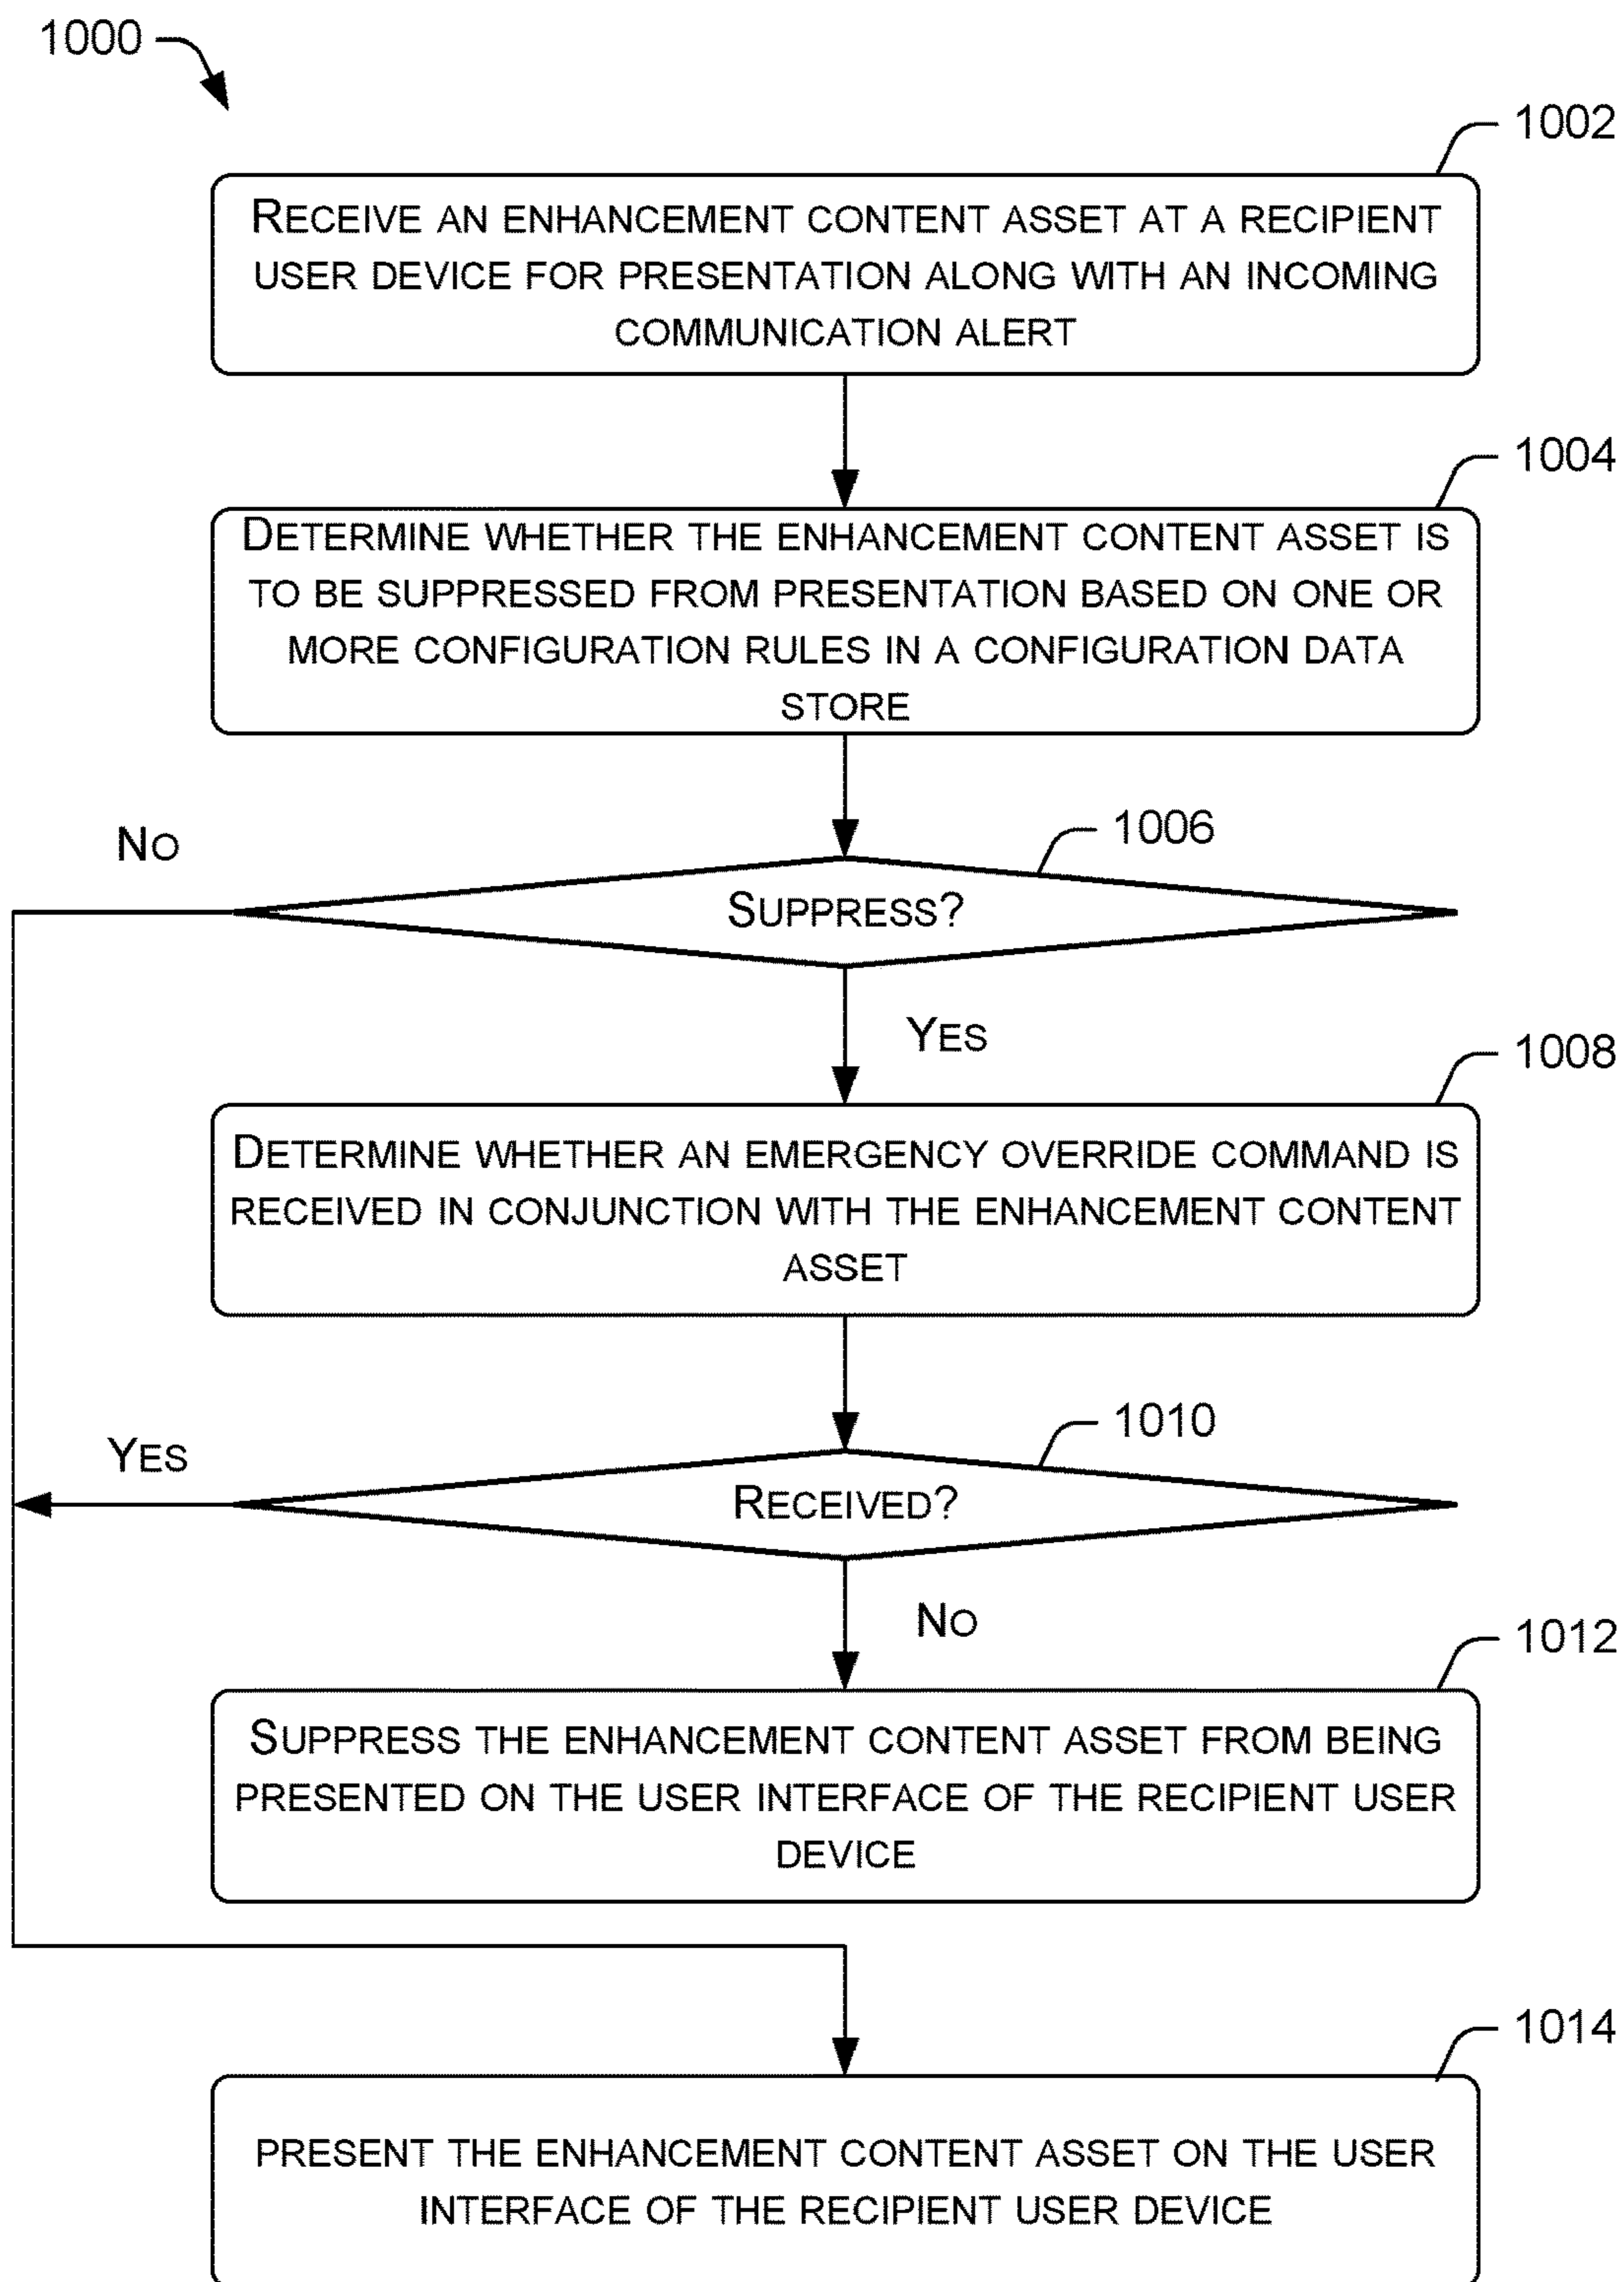 1000
1002
RECEIVE AN ENHANCEMENT CONTENT ASSET AT A RECIPIENT
USER DEVICE FOR PRESENTATION ALONG WITH AN INCOMING
COMMUNICATION ALERT
1004
DETERMINE WHETHER THE ENHANCEMENT CONTENT ASSET IS
TO BE SUPPRESSED FROM PRESENTATION BASED ON ONE OR
MORE CONFIGURATION RULES IN A CONFIGURATION DATA
STORE
1006
NO
SUPPRESS?
YES
1008
DETERMINE WHETHER AN EMERGENCY OVERRIDE COMMAND IS
RECEIVED IN CONJUNCTION WITH THE ENHANCEMENT CONTENT
ASSET
1010
YES
RECEIVED?
NO
1012
SUPPRESS THE ENHANCEMENT CONTENT ASSET FROM BEING
PRESENTED ON THE USER INTERFACE OF THE RECIPIENT USER
DEVICE
1014
PRESENT THE ENHANCEMENT CONTENT ASSET ON THE USER
INTERFACE OF THE RECIPIENT USER DEVICE